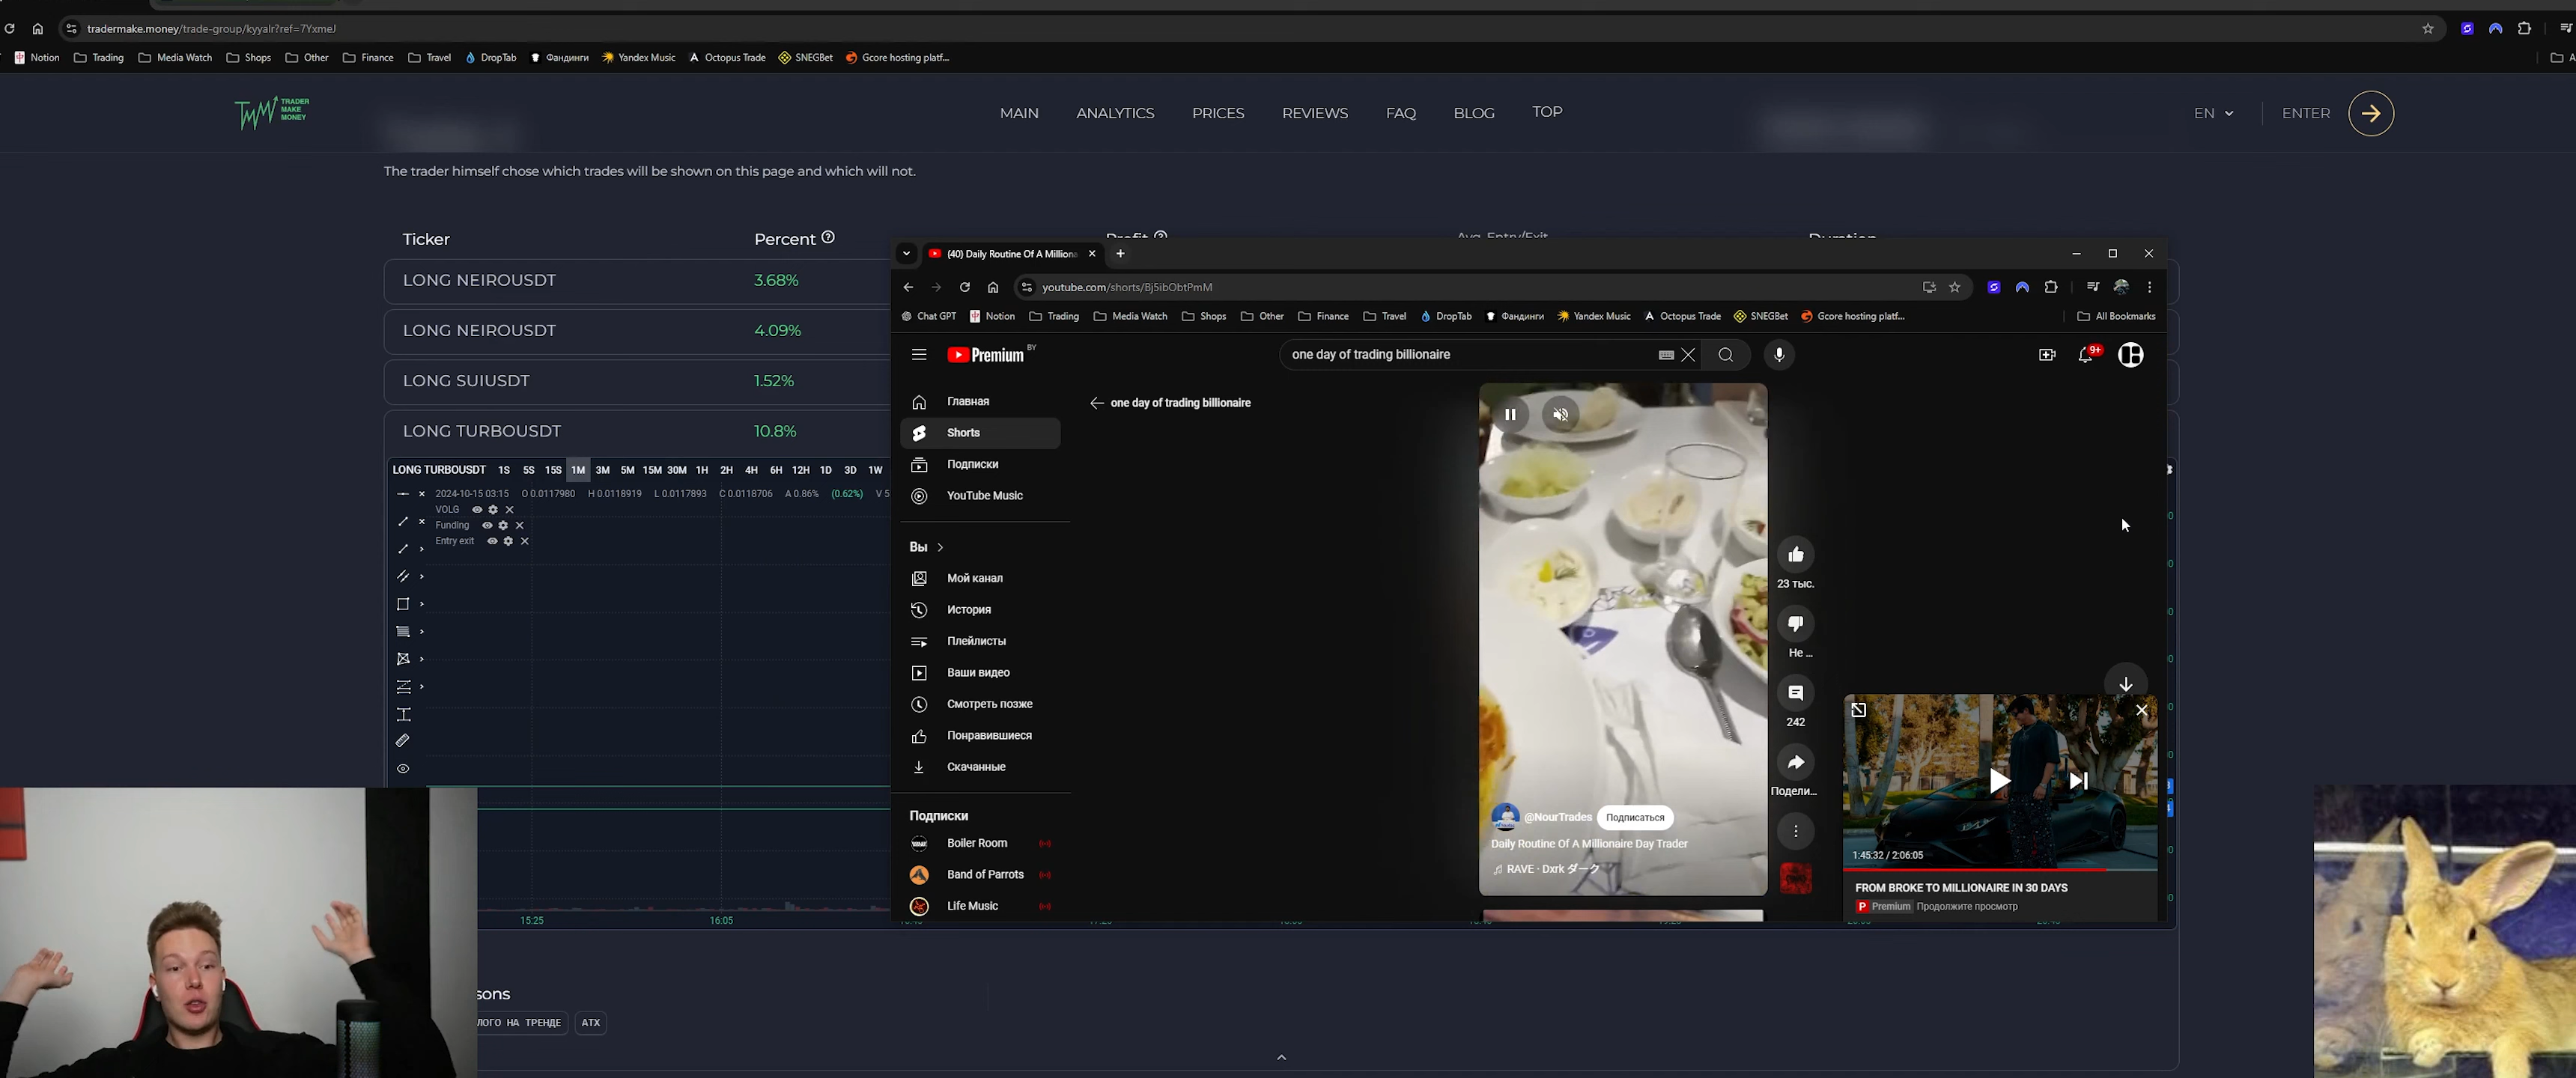 tradermake.money/trade-group/kyyalr?ref=7YxmeJ
Notion Trading Media Watch Shops Other Finance Travel DropTab Фандинги Yandex Music Octopus Trade SNEGBet Gcore hosting platf...
TRADER MAKE MONEY
MAIN ANALYTICS PRICES REVIEWS FAQ BLOG TOP EN ENTER
The trader himself chose which trades will be shown on this page and which will not.
Ticker Percent Profit Avg. Entry/Exit Duration
LONG NEIROUSDT 3.68%
LONG NEIROUSDT 4.09%
LONG SUIUSDT 1.52%
LONG TURBOUSDT 10.8%
LONG TURBOUSDT 1S 5S 15S 1M 3M 5M 15M 30M 1H 2H 4H 6H 12H 1D 3D 1W
2024-10-15 03:15 O 0.0117980 H 0.0118919 L 0.0117893 C 0.0118706 A 0.86% (0.62%) V 5
VOLG
Funding
Entry exit
15:25 16:05
sons
ЛОГО НА ТРЕНДЕ ATX
(40) Daily Routine Of A Milliona
youtube.com/shorts/Bj5ibObtPmM
Chat GPT Notion Trading Media Watch Shops Other Finance Travel DropTab Фандинги Yandex Music Octopus Trade SNEGBet Gcore hosting platf... All Bookmarks
Premium BY
one day of trading billionaire
9+
Главная
Shorts
Подписки
YouTube Music
Вы
Мой канал
История
Плейлисты
Ваши видео
Смотреть позже
Понравившиеся
Скачанные
Подписки
Boiler Room
Band of Parrots
Life Music
one day of trading billionaire
@NourTrades Подписаться
Daily Routine Of A Millionaire Day Trader
RAVE · Dxrk ダーク
23 тыс.
Не ...
242
Подели...
1:45:32 / 2:06:05
FROM BROKE TO MILLIONAIRE IN 30 DAYS
P Premium Продолжите просмотр